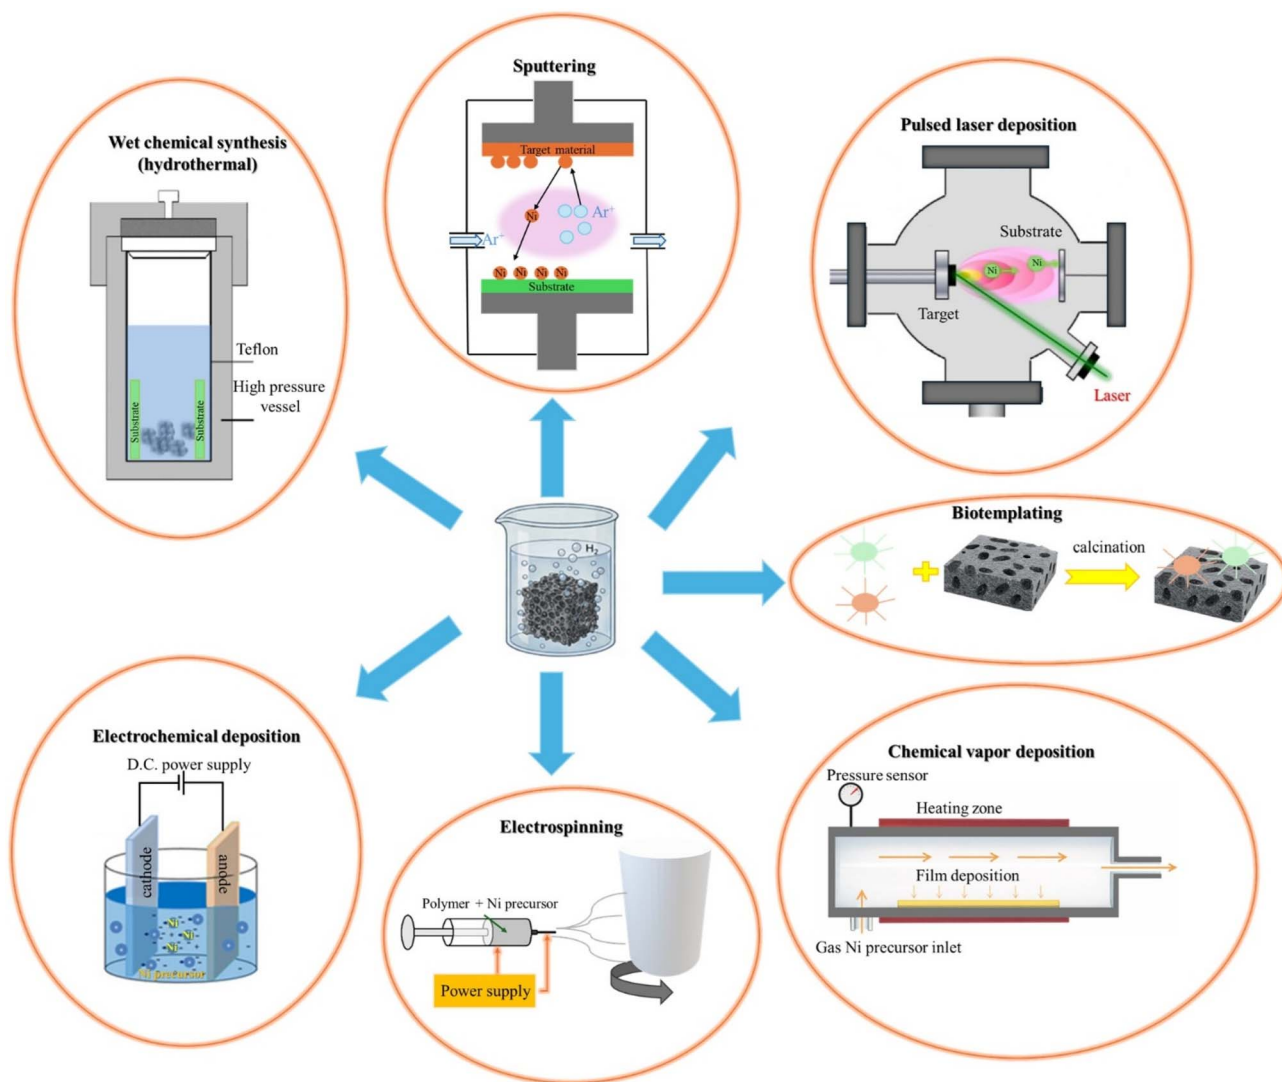 Sputtering
Target material
Ni
Ar⁺
Ar⁺
Ni Ni Ni Ni
Substrate
Wet chemical synthesis
(hydrothermal)
Teflon
High pressure
vessel
Substrate
Substrate
Pulsed laser deposition
Substrate
Ni
Ni
Target
Laser
H₂
Biotemplating
calcination
Electrochemical deposition
D.C. power supply
cathode
anode
Ni
Ni
Ni
Ni precursor
Electrospinning
Polymer + Ni precursor
Power supply
Chemical vapor deposition
Pressure sensor
Heating zone
Film deposition
Gas Ni precursor inlet